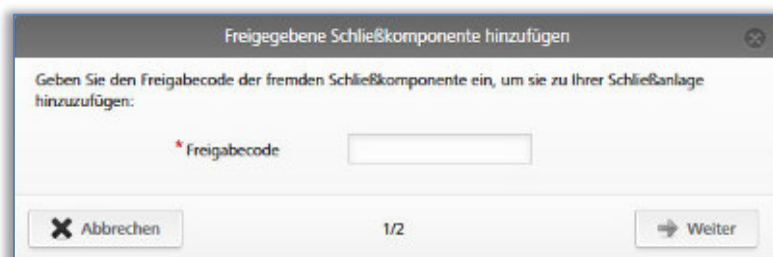 Freigegebene Schließkomponente hinzufügen
Geben Sie den Freigabecode der fremden Schließkomponente ein, um sie zu Ihrer Schließanlage
hinzuzufügen:
* Freigabecode
Abbrechen 1/2 Weiter